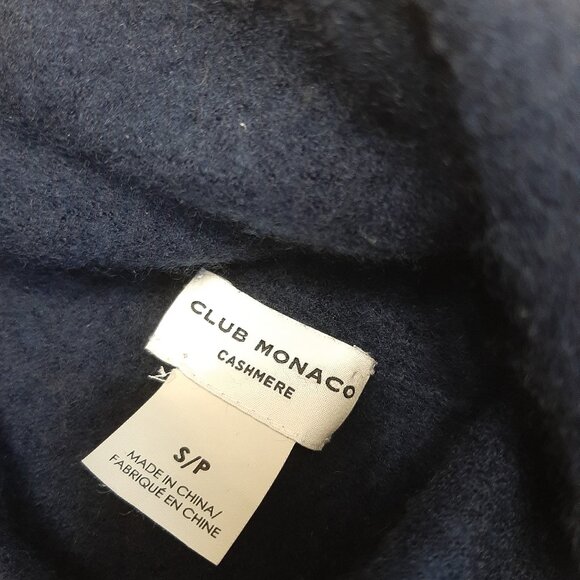 CLUB MONACO
CASHMERE
S/P
MADE IN CHINA/
FABRIQUÉ EN CHINE